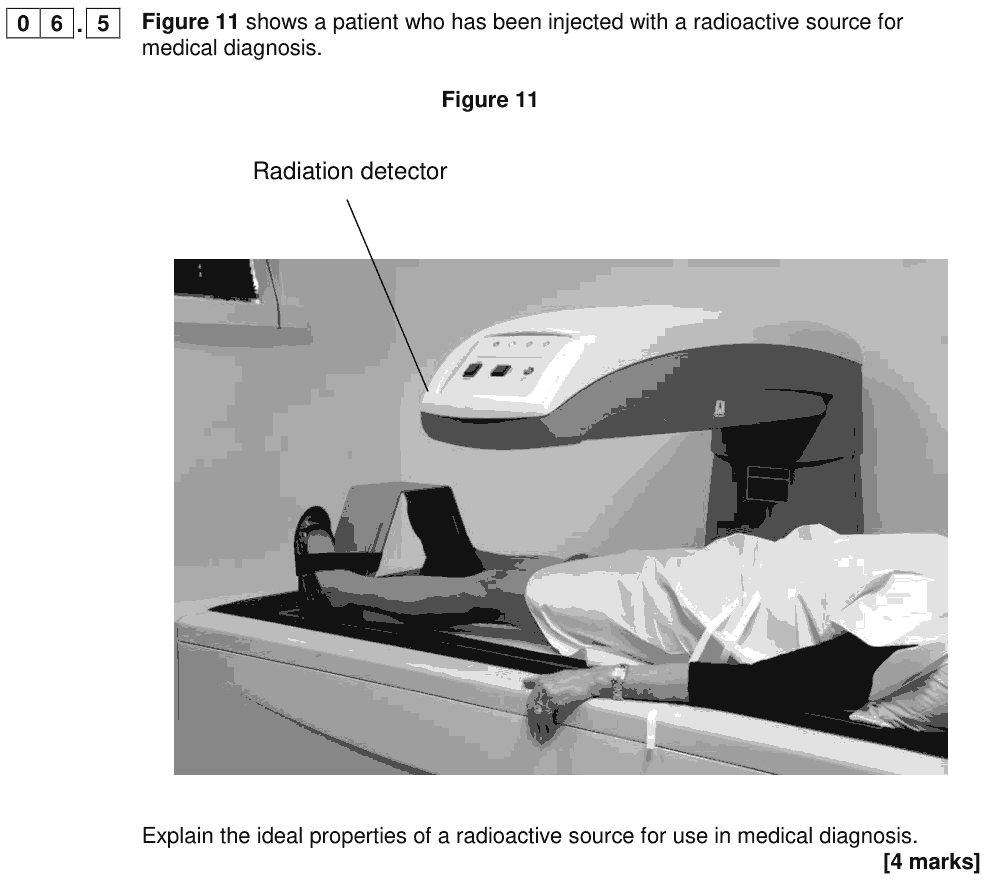 0 6 . 5 Figure 11 shows a patient who has been injected with a radioactive source for
medical diagnosis.
Figure 11
Radiation detector
Explain the ideal properties of a radioactive source for use in medical diagnosis.
[4 marks]